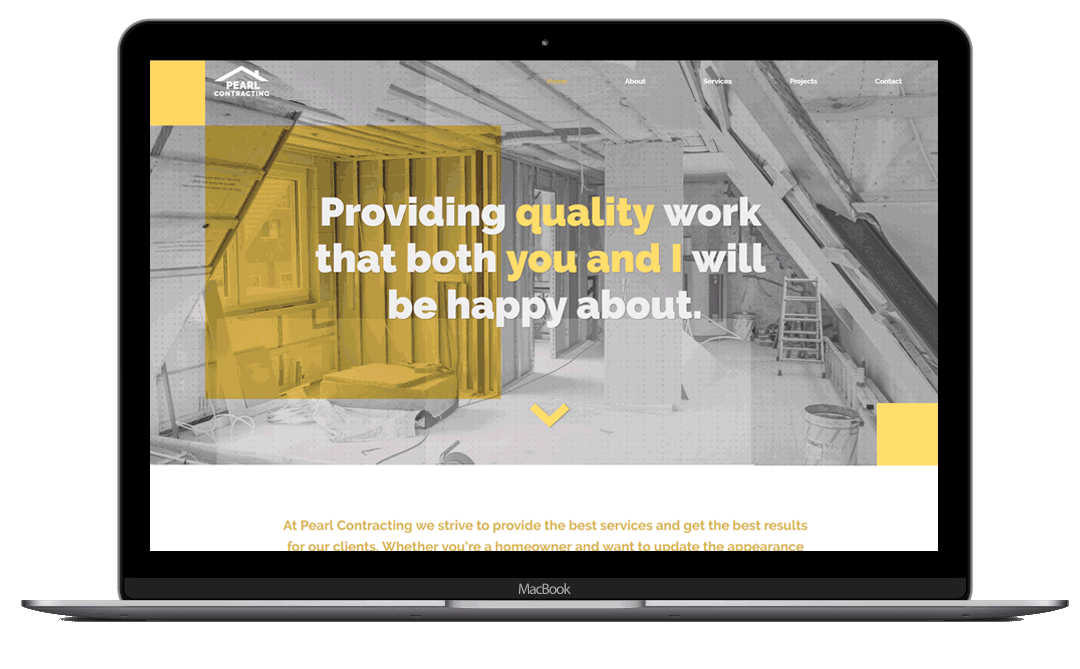 PEARL
CONTRACTING
Home
About
Services
Projects
Contact
Providing quality work
that both you and I will
be happy about.
At Pearl Contracting we strive to provide the best services and get the best results
for our clients. Whether you're a homeowner and want to update the appearance
MacBook